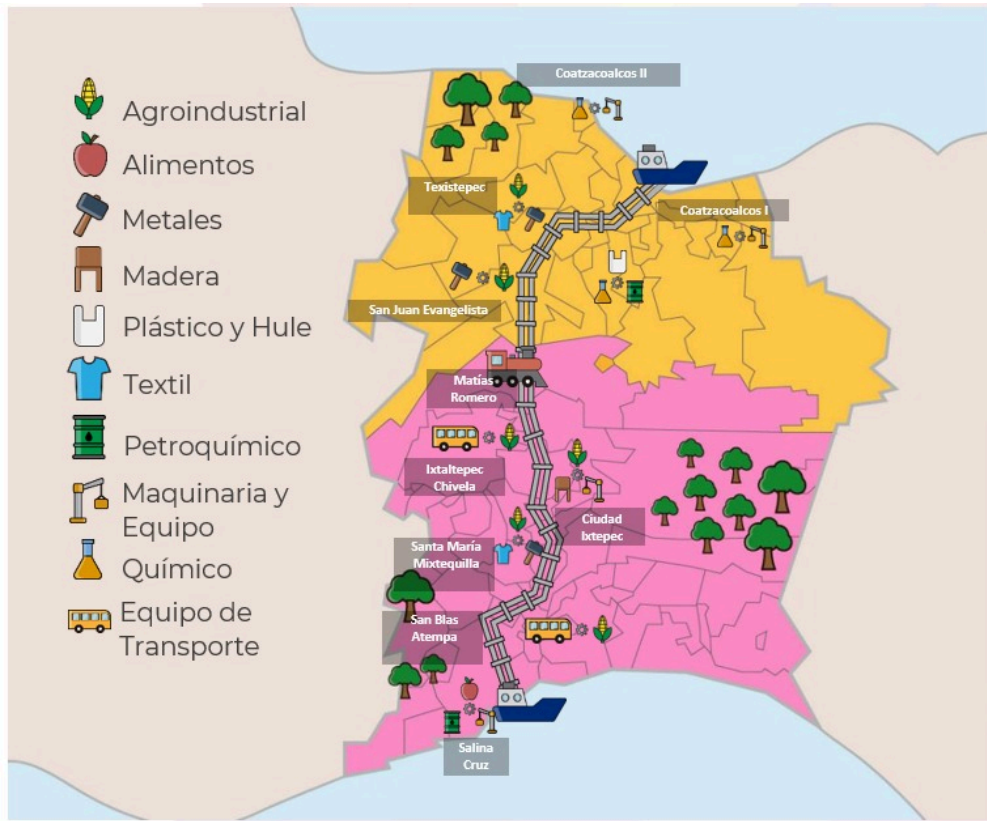 Agroindustrial
Alimentos
Metales
Madera
Plástico y Hule
Textil
Petroquímico
Maquinaria y
Equipo
Químico
Equipo de
Transporte
Coatzacoalcos II
Texistepec
Coatzacoalcos I
San Juan Evangelista
Matías
Romero
Ixtaltepec
Chivela
Ciudad
Ixtepec
Santa María
Mixtequilla
San Blas
Atempa
Salina
Cruz